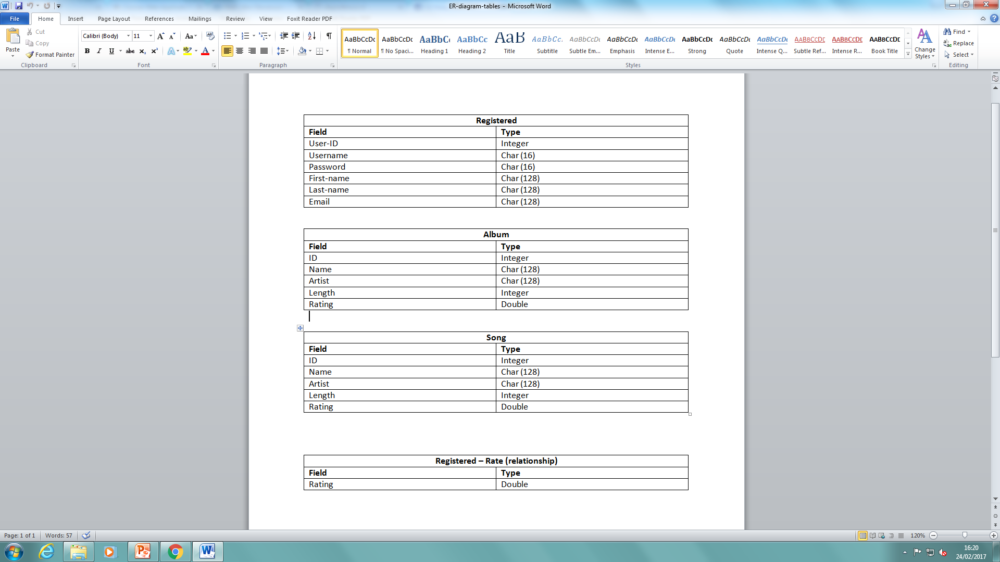 ER-diagram-tables - Microsoft Word
File Home Insert Page Layout References Mailings Review View Foxit Reader PDF
Paste
Cut
Copy
Format Painter
Clipboard
Calibri (Body) 11
Font
Paragraph
AaBbCcDc AaBbCcDc AaBbCc AaBbCc AaB AaBbCc. AaBbCcDc AaBbCcDc AaBbCcDc AaBbCcDc AaBbCcDc AaBbCcDc AABBCCDE AABBCCDE AABBCCDE
¶ Normal ¶ No Spaci... Heading 1 Heading 2 Title Subtitle Subtle Em... Emphasis Intense E... Strong Quote Intense Q... Subtle Ref... Intense R... Book Title
Styles
Change Styles
Find
Replace
Select
Editing
Registered
Field Type
User-ID Integer
Username Char (16)
Password Char (16)
First-name Char (128)
Last-name Char (128)
Email Char (128)
Album
Field Type
ID Integer
Name Char (128)
Artist Char (128)
Length Integer
Rating Double
Song
Field Type
ID Integer
Name Char (128)
Artist Char (128)
Length Integer
Rating Double
Registered – Rate (relationship)
Field Type
Rating Double
Page: 1 of 1 Words: 57 120%
16:20
24/02/2017